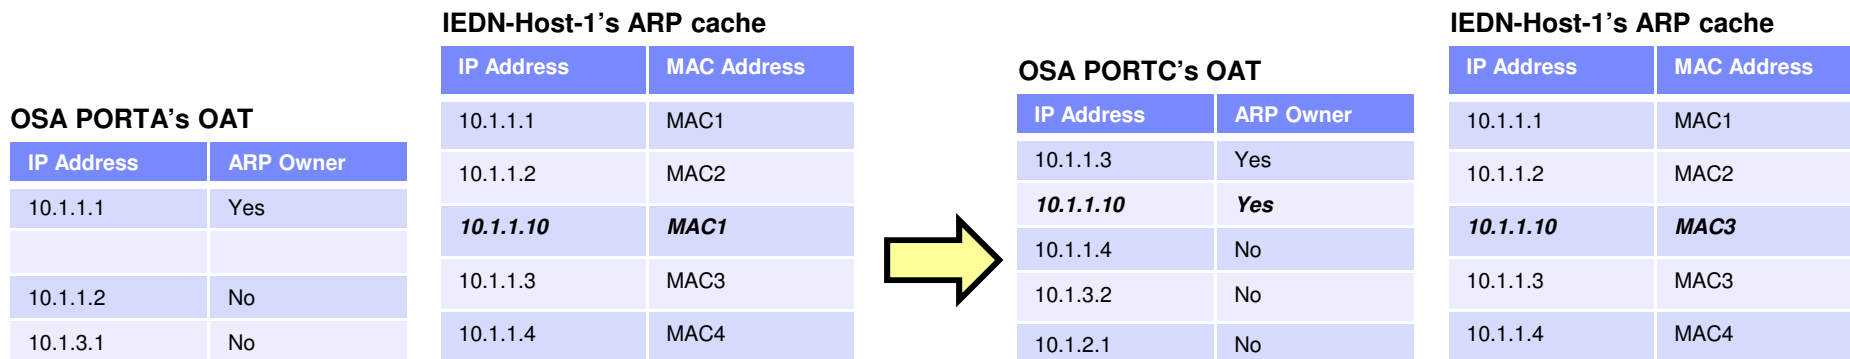 OSA PORTA's OAT
IP Address ARP Owner
10.1.1.1 Yes
10.1.1.2 No
10.1.3.1 No
IEDN-Host-1's ARP cache
IP Address MAC Address
10.1.1.1 MAC1
10.1.1.2 MAC2
10.1.1.10 MAC1
10.1.1.3 MAC3
10.1.1.4 MAC4
OSA PORTC's OAT
IP Address ARP Owner
10.1.1.3 Yes
10.1.1.10 Yes
10.1.1.4 No
10.1.3.2 No
10.1.2.1 No
IEDN-Host-1's ARP cache
IP Address MAC Address
10.1.1.1 MAC1
10.1.1.2 MAC2
10.1.1.10 MAC3
10.1.1.3 MAC3
10.1.1.4 MAC4